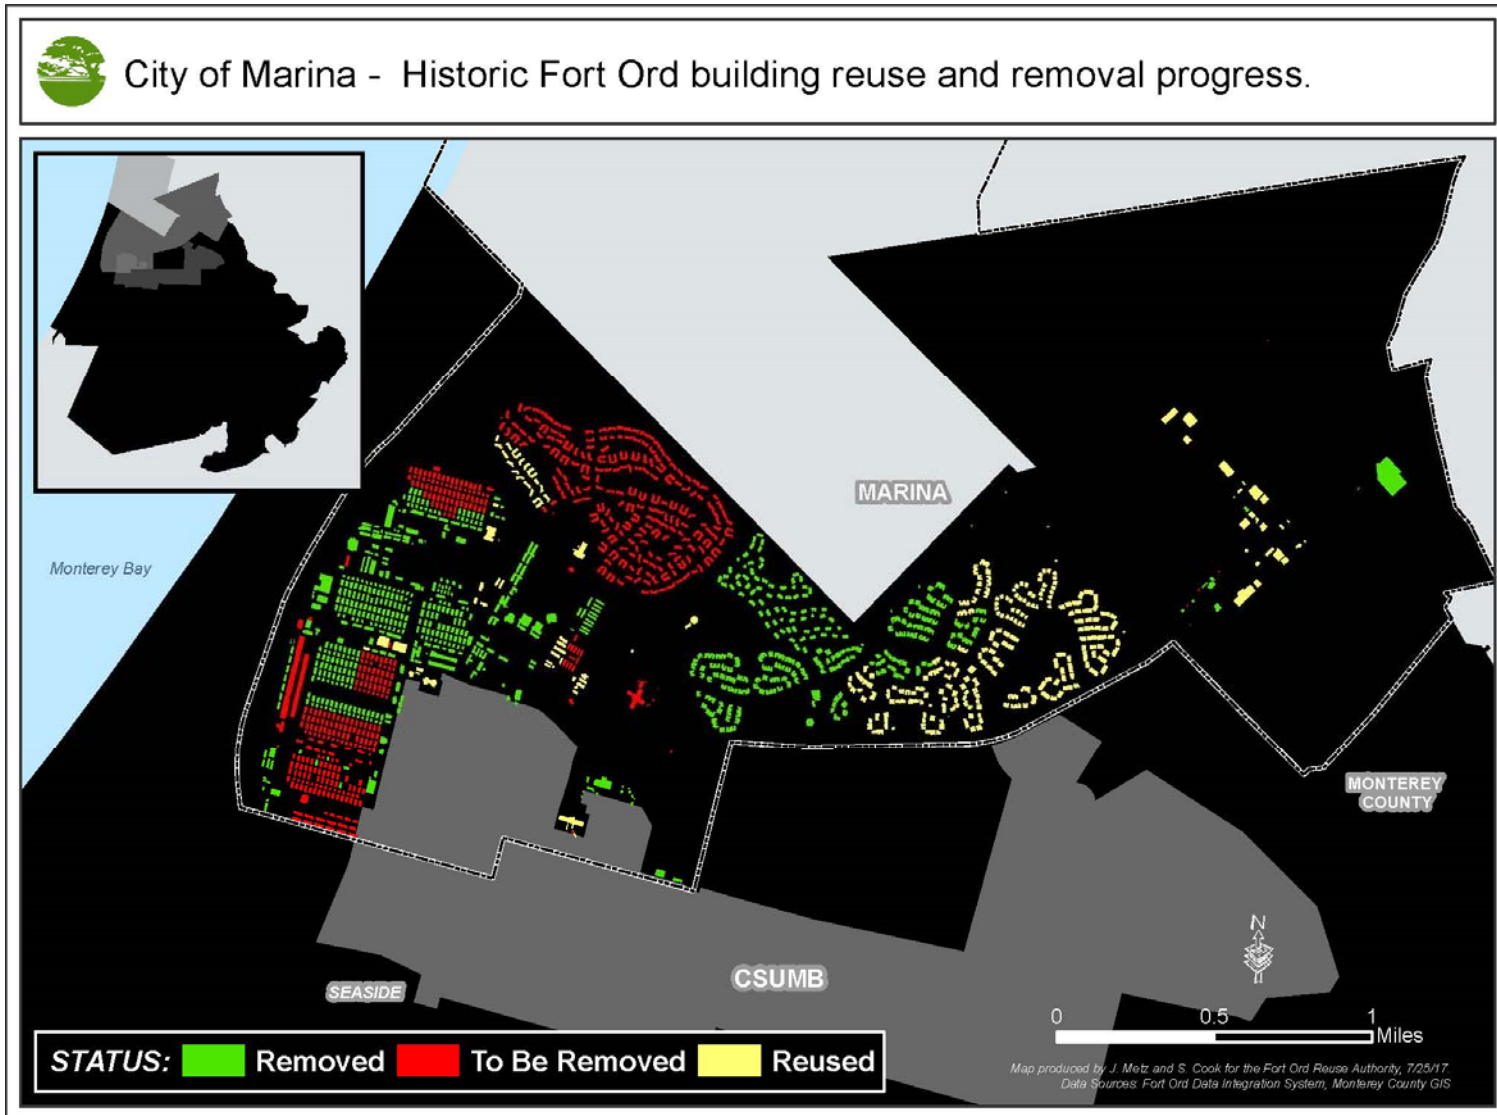 City of Marina - Historic Fort Ord building reuse and removal progress.
MARINA
Monterey Bay
MONTEREY
COUNTY
N
CSUMB
SEASIDE
0 0.5 1
Miles
STATUS: Removed To Be Removed Reused
Map produced by J. Metz and S. Cook for the Fort Ord Reuse Authority, 7/25/17.
Data Sources: Fort Ord Data Integration System, Monterey County GIS